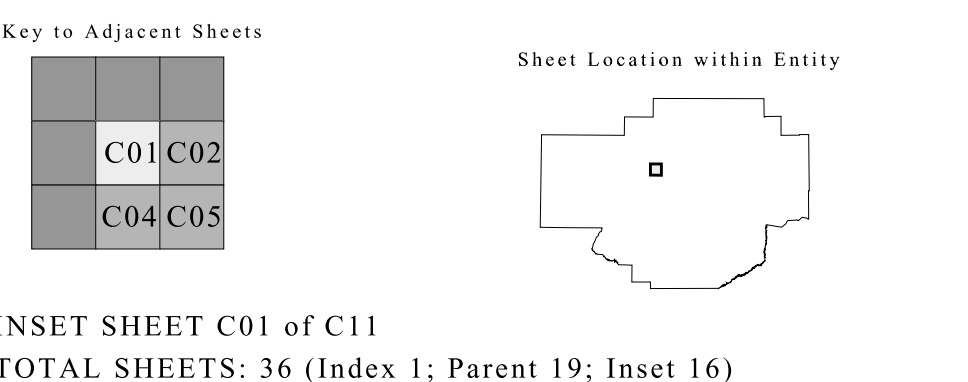 Key to Adjacent Sheets
Sheet Location within Entity
C01 C02
C04 C05
INSET SHEET C01 of C11
TOTAL SHEETS: 36 (Index 1; Parent 19; Inset 16)